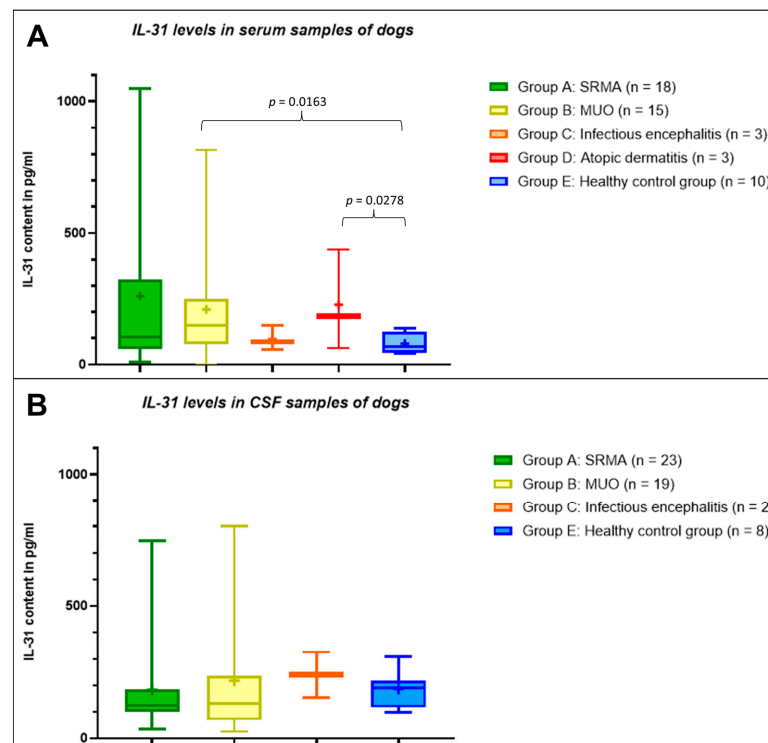 A
IL-31 levels in serum samples of dogs
IL-31 content in pg/ml
1000
500
0
p = 0.0163
p = 0.0278
Group A: SRMA (n = 18)
Group B: MUO (n = 15)
Group C: Infectious encephalitis (n = 3)
Group D: Atopic dermatitis (n = 3)
Group E: Healthy control group (n = 10)
B
IL-31 levels in CSF samples of dogs
IL-31 content in pg/ml
1000
500
0
Group A: SRMA (n = 23)
Group B: MUO (n = 19)
Group C: Infectious encephalitis (n = 2
Group E: Healthy control group (n = 8)